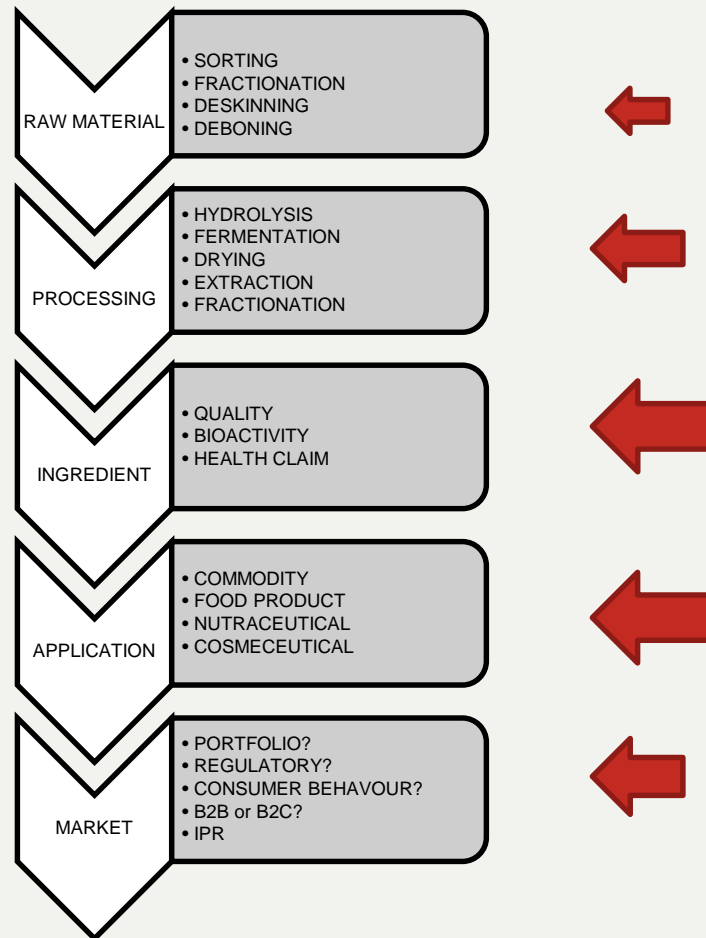 RAW MATERIAL
• SORTING
• FRACTIONATION
• DESKINNING
• DEBONING
PROCESSING
• HYDROLYSIS
• FERMENTATION
• DRYING
• EXTRACTION
• FRACTIONATION
INGREDIENT
• QUALITY
• BIOACTIVITY
• HEALTH CLAIM
APPLICATION
• COMMODITY
• FOOD PRODUCT
• NUTRACEUTICAL
• COSMECEUTICAL
MARKET
• PORTFOLIO?
• REGULATORY?
• CONSUMER BEHAVOUR?
• B2B or B2C?
• IPR